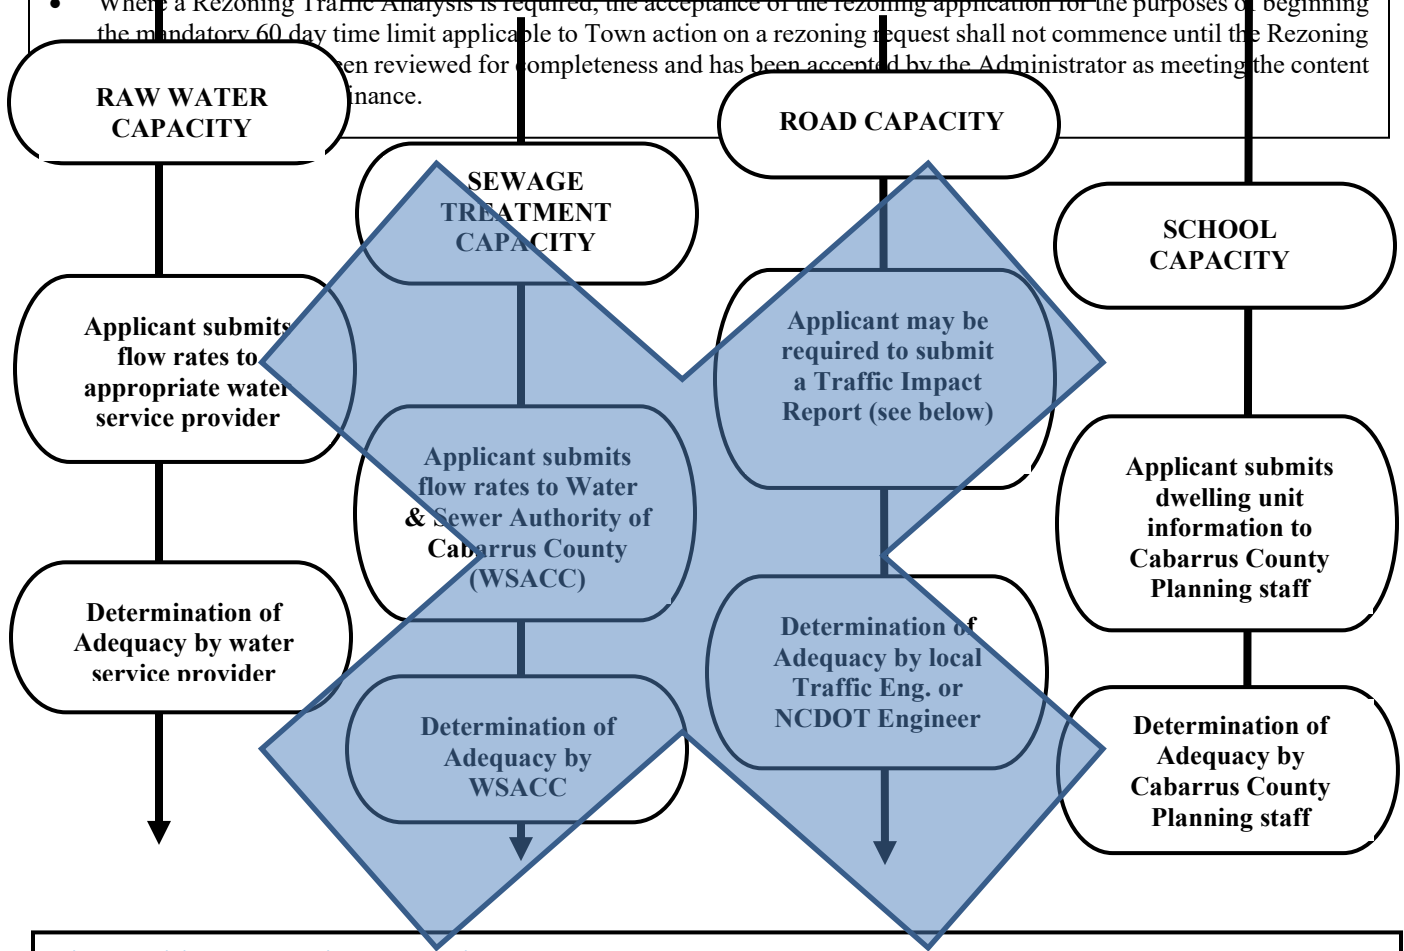 • Where a Rezoning Traffic Analysis is required, the acceptance of the rezoning application for the purposes of beginning
the mandatory 60 day time limit applicable to Town action on a rezoning request shall not commence until the Rezoning
en reviewed for completeness and has been accepted by the Administrator as meeting the content
inance.
RAW WATER
CAPACITY
Applicant submits
flow rates to
appropriate water
service provider
Determination of
Adequacy by water
service provider
SEWAGE
TREATMENT
CAPACITY
Applicant submits
flow rates to Water
& Sewer Authority of
Cabarrus County
(WSACC)
Determination of
Adequacy by
WSACC
ROAD CAPACITY
Applicant may be
required to submit
a Traffic Impact
Report (see below)
Determination of
Adequacy by local
Traffic Eng. or
NCDOT Engineer
SCHOOL
CAPACITY
Applicant submits
dwelling unit
information to
Cabarrus County
Planning staff
Determination of
Adequacy by
Cabarrus County
Planning staff